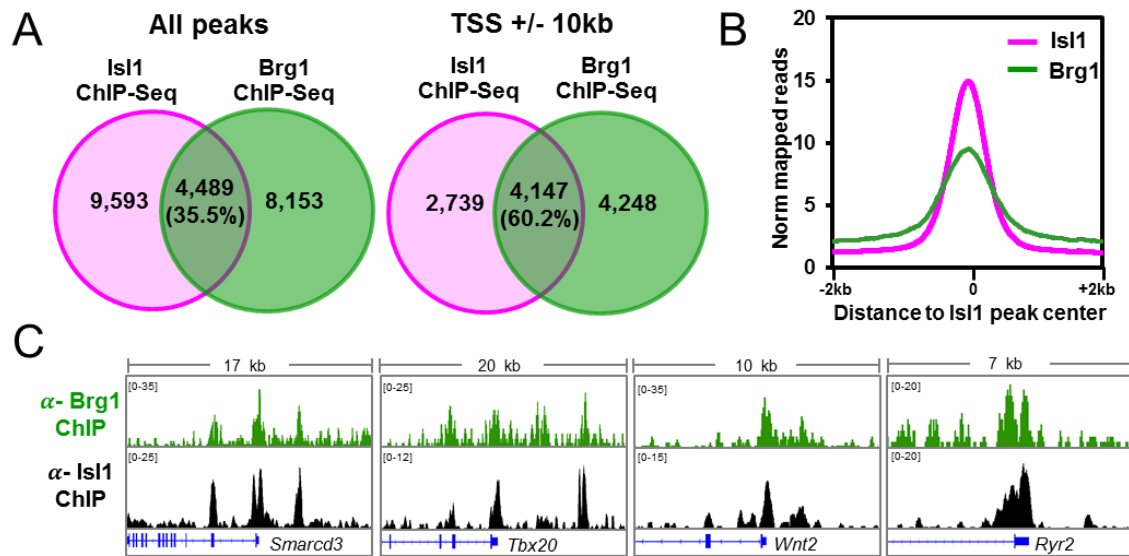 A
All peaks
TSS +/- 10kb
Isl1
ChIP-Seq
Brg1
ChIP-Seq
9,593
4,489
(35.5%)
8,153
Isl1
ChIP-Seq
Brg1
ChIP-Seq
2,739
4,147
(60.2%)
4,248
B
Norm mapped reads
20
15
10
5
0
Isl1
Brg1
-2kb
0
+2kb
Distance to Isl1 peak center
C
17 kb
20 kb
10 kb
7 kb
α- Brg1
ChIP
[0-35]
[0-25]
[0-35]
[0-20]
α- Isl1
ChIP
[0-25]
[0-12]
[0-15]
[0-20]
Smarcd3
Tbx20
Wnt2
Ryr2